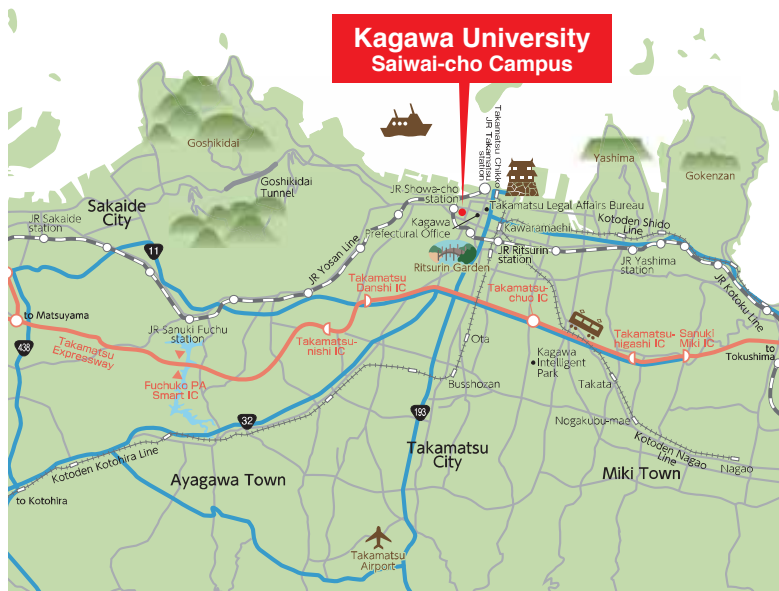 Kagawa University
Saiwai-cho Campus
Goshikidai
Goshikidai
Tunnel
Sakaide
City
JR Sakaide
station
11
JR Yosan Line
JR Showa-cho
station
Takamatsu Chikko
JR Takamatsu
station
Takamatsu Legal Affairs Bureau
Kagawa
Prefectural Office
Kawaramachi
Kotoden Shido
Line
Yashima
Gokenzan
Ritsurin Garden
JR Ritsurin
station
JR Yashima
station
JR Kotoku Line
to Matsuyama
438
Takamatsu
Expressway
JR Sanuki Fuchu
station
Fuchuko PA
Smart IC
Takamatsu
Danshi IC
Takamatsu-
nishi IC
Takamatsu-
chuo IC
Takamatsu-
higashi IC
Sanuki
Miki IC
to
Tokushima
Ota
Busshozan
Kagawa
Intelligent
Park
Takata
Nogakubu-mae
Kotoden Nagao
Line
Nagao
32
193
Kotoden Kotohira Line
to Kotohira
Ayagawa Town
Takamatsu
City
Miki Town
Takamatsu
Airport